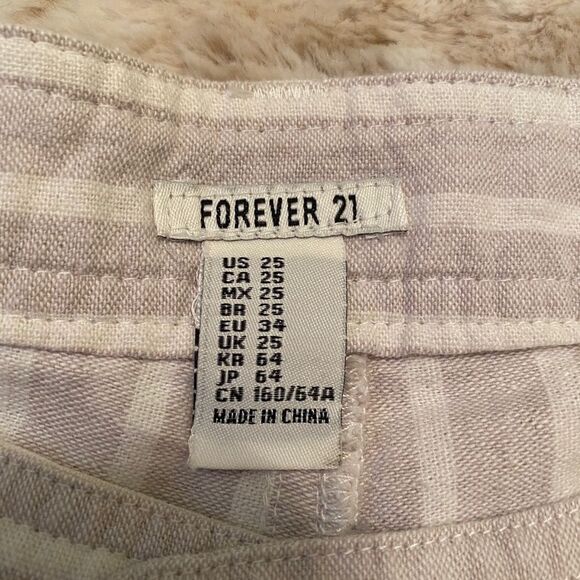 FOREVER 21
US 25
CA 25
MX 25
BR 25
EU 34
UK 25
KR 64
JP 64
CN 160/64A
MADE IN CHINA